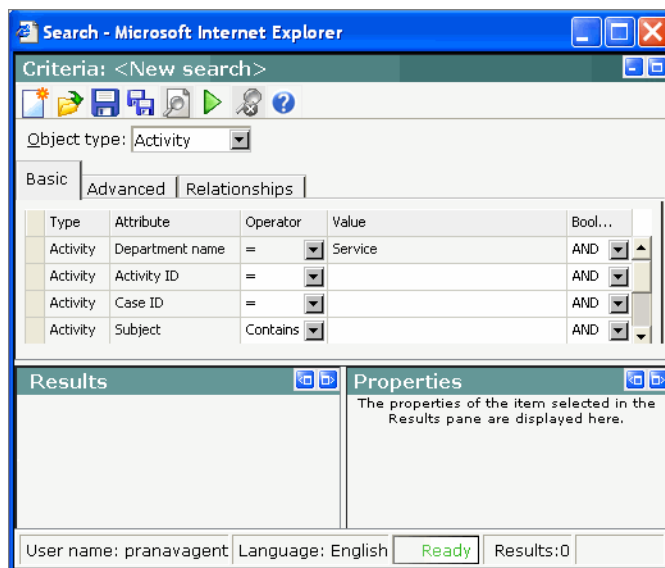 Search - Microsoft Internet Explorer
Criteria: <New search>
Object type: Activity
Basic Advanced Relationships
Type Attribute Operator Value Bool...
Activity Department name = Service AND
Activity Activity ID = AND
Activity Case ID = AND
Activity Subject Contains AND
Results
Properties
The properties of the item selected in the
Results pane are displayed here.
User name: pranavagent Language: English Ready Results:0